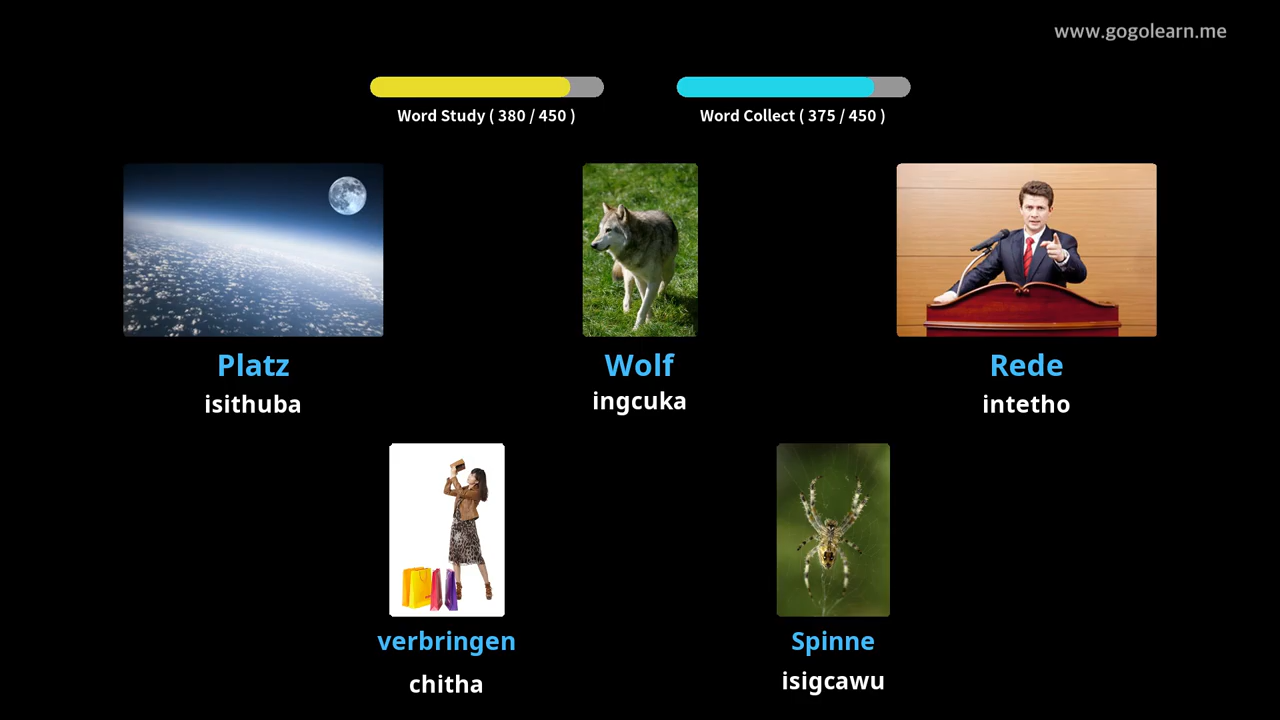 www.gogolearn.me
Word Study ( 380 / 450 )
Word Collect ( 375 / 450 )
Platz
Wolf
Rede
isithuba
ingcuka
intetho
verbringen
Spinne
chitha
isigcawu